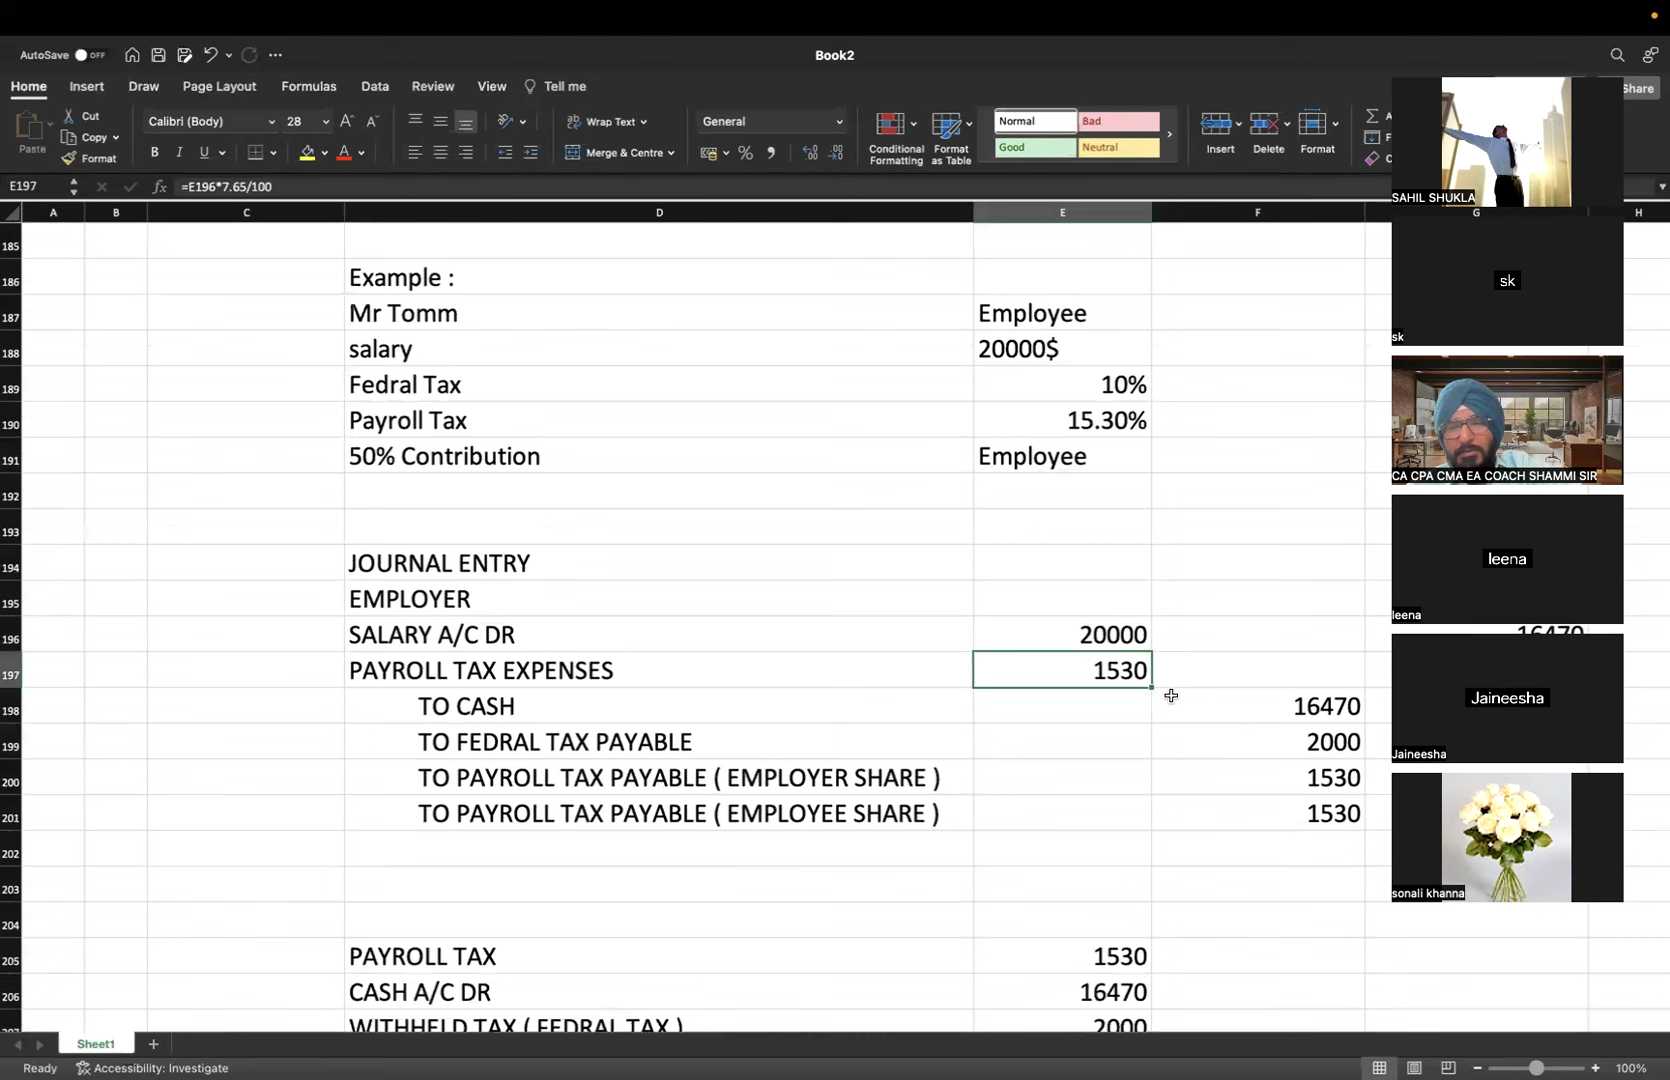 AutoSave OFF Book2
Home Insert Draw Page Layout Formulas Data Review View Tell me Share
Paste Cut Copy Format
Calibri (Body) 28
B I U
Wrap Text
Merge & Centre
General
Conditional Formatting
Format as Table
Normal Bad
Good Neutral
Insert Delete Format
E197 fx =E196*7.65/100
A B C D E F G H
185
186 Example :
187 Mr Tomm Employee
188 salary 20000$
189 Fedral Tax 10%
190 Payroll Tax 15.30%
191 50% Contribution Employee
192
193
194 JOURNAL ENTRY
195 EMPLOYER
196 SALARY A/C DR 20000 16470
197 PAYROLL TAX EXPENSES 1530
198 TO CASH 16470
199 TO FEDRAL TAX PAYABLE 2000
200 TO PAYROLL TAX PAYABLE ( EMPLOYER SHARE ) 1530
201 TO PAYROLL TAX PAYABLE ( EMPLOYEE SHARE ) 1530
202
203
204
205 PAYROLL TAX 1530
206 CASH A/C DR 16470
WITHHELD TAX ( FEDRAL TAX ) 2000
SAHIL SHUKLA
sk
sk
CA CPA CMA EA COACH SHAMMI SIR
leena
leena
Jaineesha
Jaineesha
sonali khanna
Sheet1
Ready Accessibility: Investigate 100%